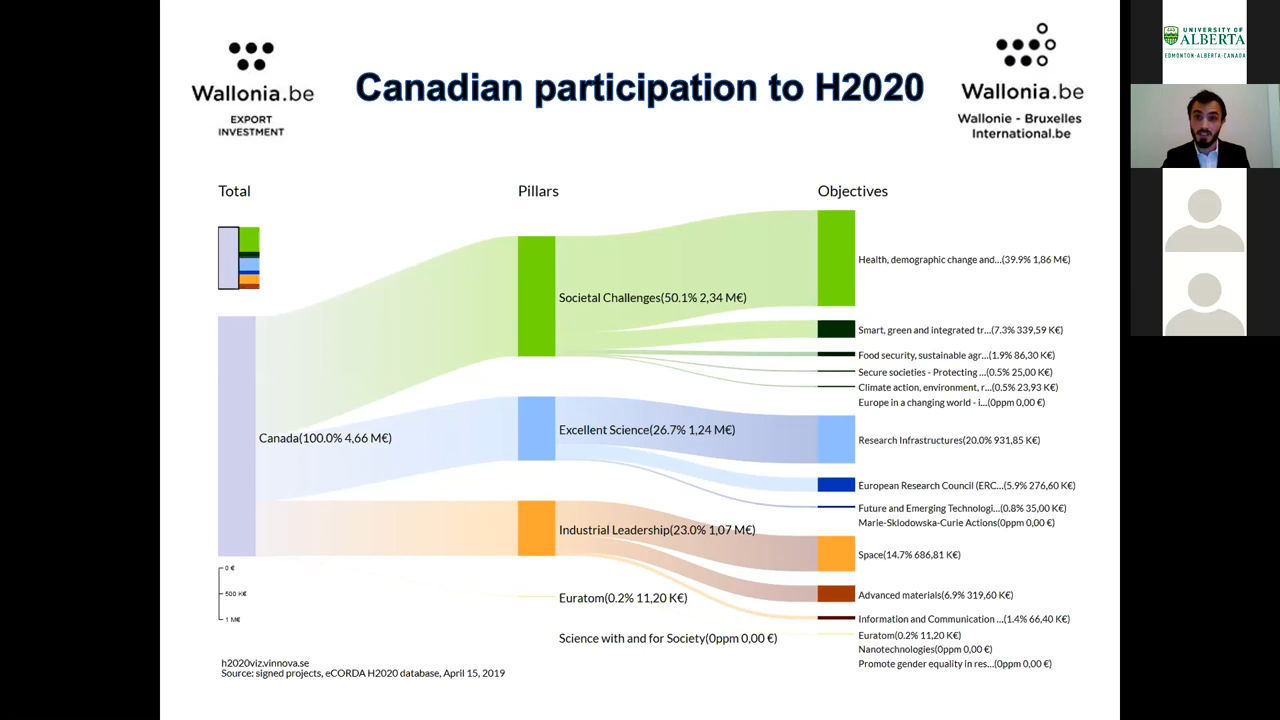 Wallonia.be
EXPORT
INVESTMENT
Canadian participation to H2020
Wallonia.be
Wallonie - Bruxelles
International.be
UNIVERSITY OF
ALBERTA
EDMONTON·ALBERTA·CANADA
Total
Pillars
Objectives
Canada(100.0% 4,66 M€)
0 €
500 K€
1 M€
Societal Challenges(50.1% 2,34 M€)
Excellent Science(26.7% 1,24 M€)
Industrial Leadership(23.0% 1,07 M€)
Euratom(0.2% 11,20 K€)
Science with and for Society(0ppm 0,00 €)
Health, demographic change and...(39.9% 1,86 M€)
Smart, green and integrated tr...(7.3% 339,59 K€)
Food security, sustainable agr...(1.9% 86,30 K€)
Secure societies - Protecting ...(0.5% 25,00 K€)
Climate action, environment, r...(0.5% 23,93 K€)
Europe in a changing world - i...(0ppm 0,00 €)
Research Infrastructures(20.0% 931,85 K€)
European Research Council (ERC...(5.9% 276,60 K€)
Future and Emerging Technologi...(0.8% 35,00 K€)
Marie-Sklodowska-Curie Actions(0ppm 0,00 €)
Space(14.7% 686,81 K€)
Advanced materials(6.9% 319,60 K€)
Information and Communication ...(1.4% 66,40 K€)
Euratom(0.2% 11,20 K€)
Nanotechnologies(0ppm 0,00 €)
Promote gender equality in res...(0ppm 0,00 €)
h2020viz.vinnova.se
Source: signed projects, eCORDA H2020 database, April 15, 2019